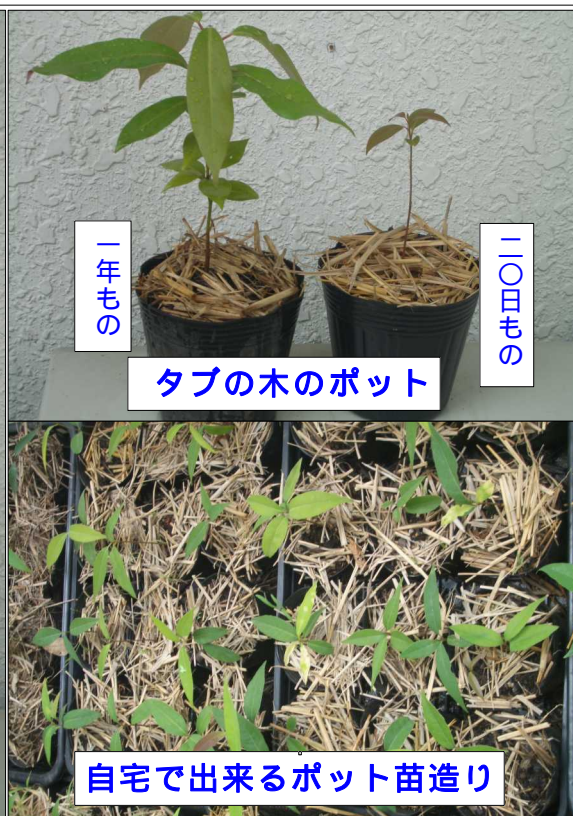 一年もの
二〇日もの
タブの木のポット
自宅で出来るポット苗造り